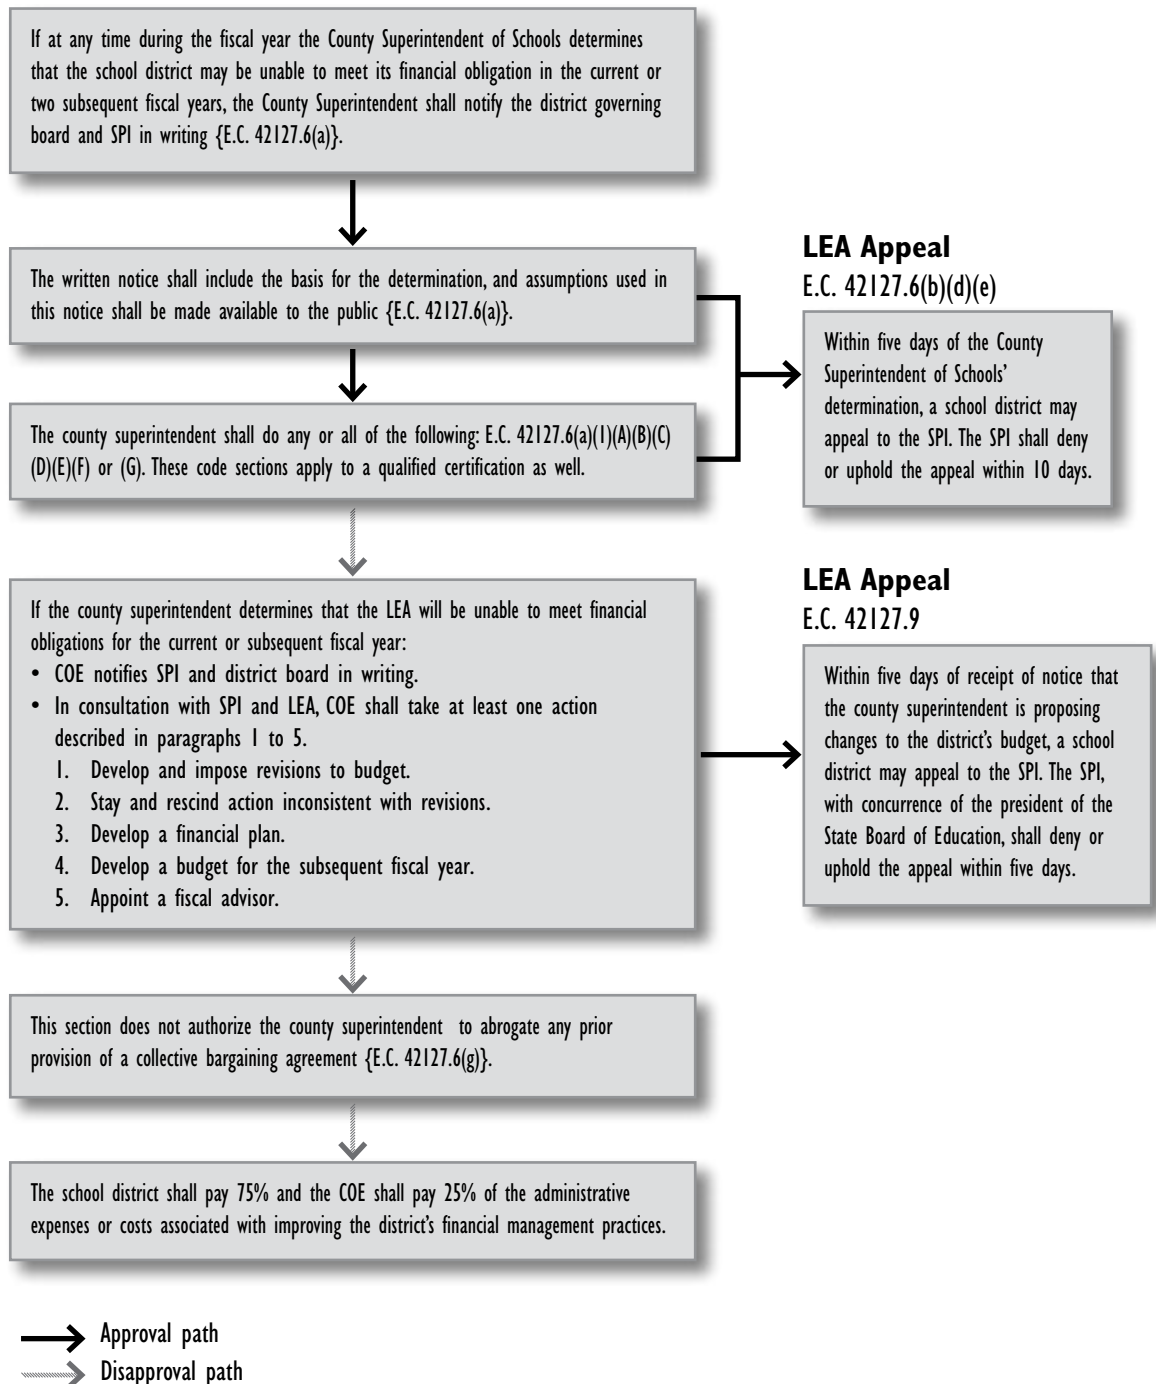 If at any time during the fiscal year the County Superintendent of Schools determines
that the school district may be unable to meet its financial obligation in the current or
two subsequent fiscal years, the County Superintendent shall notify the district governing
board and SPI in writing {E.C. 42127.6(a)}.
The written notice shall include the basis for the determination, and assumptions used in
this notice shall be made available to the public {E.C. 42127.6(a)}.
The county superintendent shall do any or all of the following: E.C. 42127.6(a)(1)(A)(B)(C)
(D)(E)(F) or (G). These code sections apply to a qualified certification as well.
LEA Appeal
E.C. 42127.6(b)(d)(e)
Within five days of the County
Superintendent of Schools'
determination, a school district may
appeal to the SPI. The SPI shall deny
or uphold the appeal within 10 days.
If the county superintendent determines that the LEA will be unable to meet financial
obligations for the current or subsequent fiscal year:
• COE notifies SPI and district board in writing.
• In consultation with SPI and LEA, COE shall take at least one action
described in paragraphs 1 to 5.
1. Develop and impose revisions to budget.
2. Stay and rescind action inconsistent with revisions.
3. Develop a financial plan.
4. Develop a budget for the subsequent fiscal year.
5. Appoint a fiscal advisor.
LEA Appeal
E.C. 42127.9
Within five days of receipt of notice that
the county superintendent is proposing
changes to the district's budget, a school
district may appeal to the SPI. The SPI,
with concurrence of the president of the
State Board of Education, shall deny or
uphold the appeal within five days.
This section does not authorize the county superintendent to abrogate any prior
provision of a collective bargaining agreement {E.C. 42127.6(g)}.
The school district shall pay 75% and the COE shall pay 25% of the administrative
expenses or costs associated with improving the district's financial management practices.
Approval path
Disapproval path